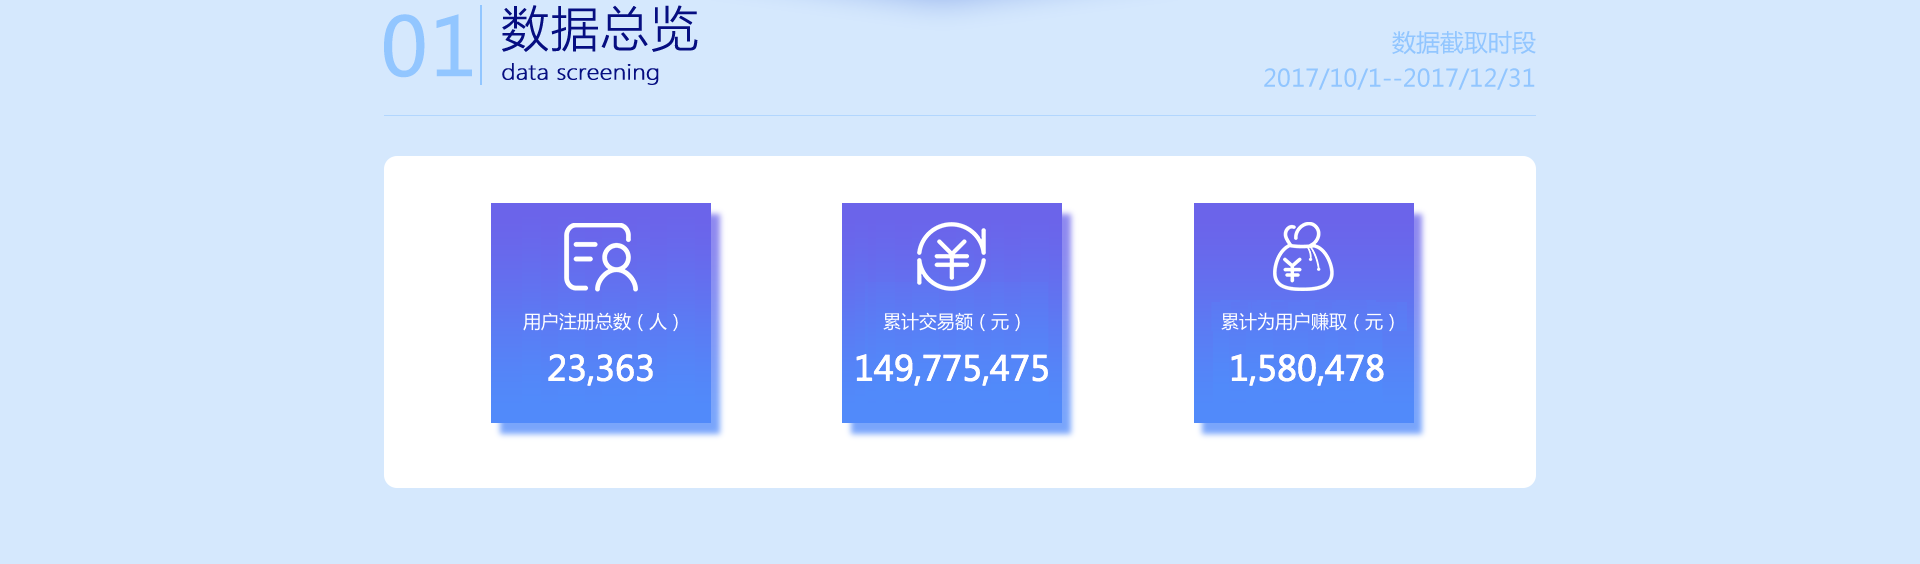 01
数据总览
data screening
数据截取时段
2017/10/1--2017/12/31
用户注册总数（人）
23,363
累计交易额（元）
149,775,475
累计为用户赚取（元）
1,580,478